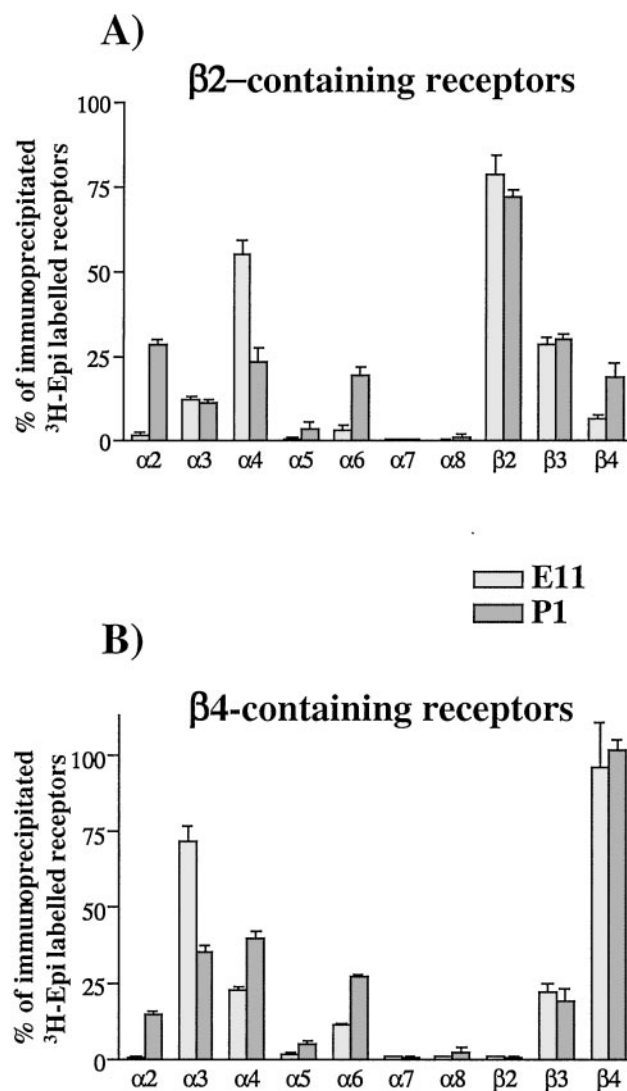 A)
β2–containing receptors
% of immunoprecipitated
³H-Epi labelled receptors
100
75
50
25
0
α2 α3 α4 α5 α6 α7 α8 β2 β3 β4
E11
P1
B)
β4-containing receptors
% of immunoprecipitated
³H-Epi labelled receptors
100
75
50
25
0
α2 α3 α4 α5 α6 α7 α8 β2 β3 β4